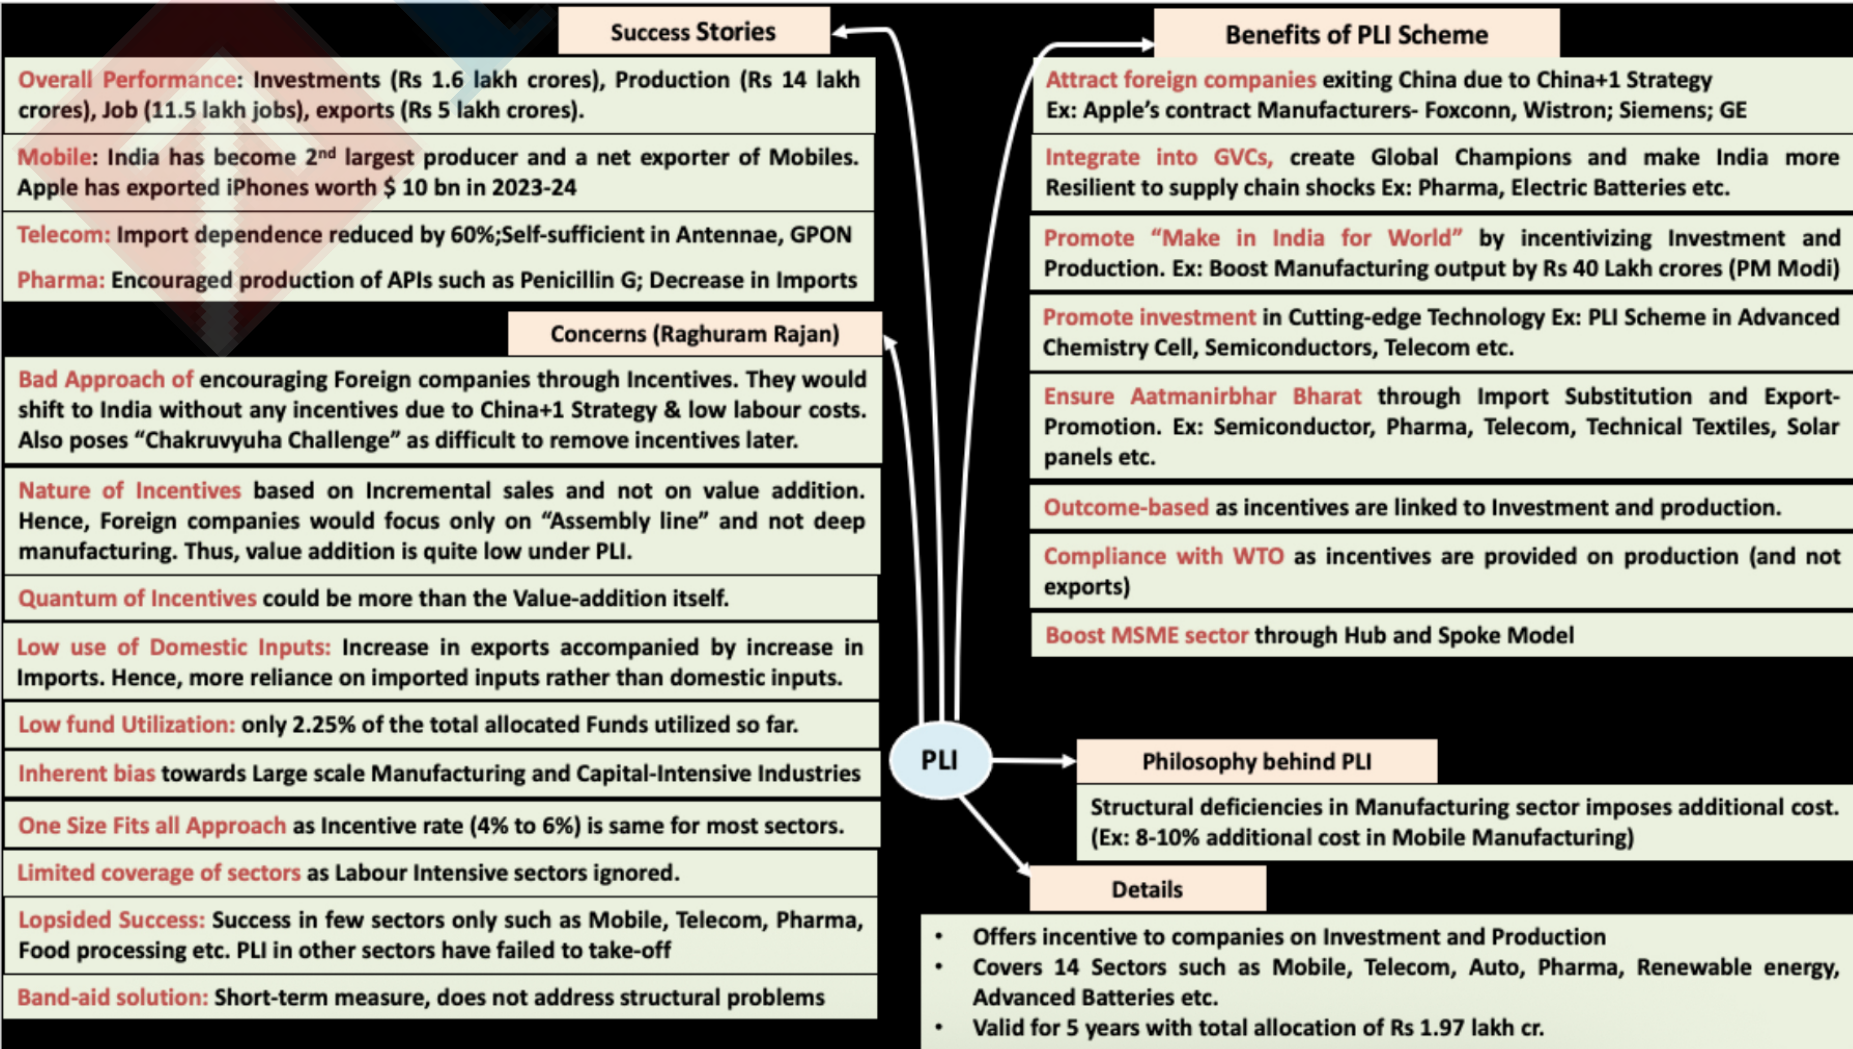 Success Stories
Overall Performance: Investments (Rs 1.6 lakh crores), Production (Rs 14 lakh
crores), Job (11.5 lakh jobs), exports (Rs 5 lakh crores).
Mobile: India has become 2nd largest producer and a net exporter of Mobiles.
Apple has exported iPhones worth $ 10 bn in 2023-24
Telecom: Import dependence reduced by 60%;Self-sufficient in Antennae, GPON
Pharma: Encouraged production of APIs such as Penicillin G; Decrease in Imports
Concerns (Raghuram Rajan)
Bad Approach of encouraging Foreign companies through Incentives. They would
shift to India without any incentives due to China+1 Strategy & low labour costs.
Also poses “Chakruvyuha Challenge” as difficult to remove incentives later.
Nature of Incentives based on Incremental sales and not on value addition.
Hence, Foreign companies would focus only on “Assembly line” and not deep
manufacturing. Thus, value addition is quite low under PLI.
Quantum of Incentives could be more than the Value-addition itself.
Low use of Domestic Inputs: Increase in exports accompanied by increase in
Imports. Hence, more reliance on imported inputs rather than domestic inputs.
Low fund Utilization: only 2.25% of the total allocated Funds utilized so far.
Inherent bias towards Large scale Manufacturing and Capital-Intensive Industries
One Size Fits all Approach as Incentive rate (4% to 6%) is same for most sectors.
Limited coverage of sectors as Labour Intensive sectors ignored.
Lopsided Success: Success in few sectors only such as Mobile, Telecom, Pharma,
Food processing etc. PLI in other sectors have failed to take-off
Band-aid solution: Short-term measure, does not address structural problems
PLI
Benefits of PLI Scheme
Attract foreign companies exiting China due to China+1 Strategy
Ex: Apple’s contract Manufacturers- Foxconn, Wistron; Siemens; GE
Integrate into GVCs, create Global Champions and make India more
Resilient to supply chain shocks Ex: Pharma, Electric Batteries etc.
Promote “Make in India for World” by incentivizing Investment and
Production. Ex: Boost Manufacturing output by Rs 40 Lakh crores (PM Modi)
Promote investment in Cutting-edge Technology Ex: PLI Scheme in Advanced
Chemistry Cell, Semiconductors, Telecom etc.
Ensure Aatmanirbhar Bharat through Import Substitution and Export-
Promotion. Ex: Semiconductor, Pharma, Telecom, Technical Textiles, Solar
panels etc.
Outcome-based as incentives are linked to Investment and production.
Compliance with WTO as incentives are provided on production (and not
exports)
Boost MSME sector through Hub and Spoke Model
Philosophy behind PLI
Structural deficiencies in Manufacturing sector imposes additional cost.
(Ex: 8-10% additional cost in Mobile Manufacturing)
Details
• Offers incentive to companies on Investment and Production
• Covers 14 Sectors such as Mobile, Telecom, Auto, Pharma, Renewable energy,
Advanced Batteries etc.
• Valid for 5 years with total allocation of Rs 1.97 lakh cr.